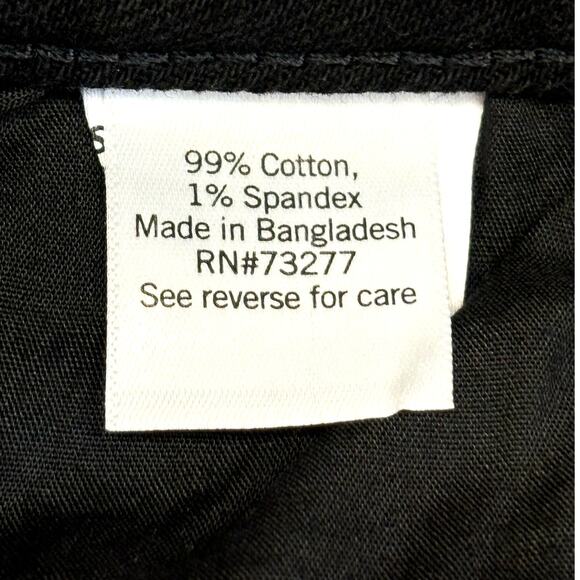 S
99% Cotton,
1% Spandex
Made in Bangladesh
RN#73277
See reverse for care